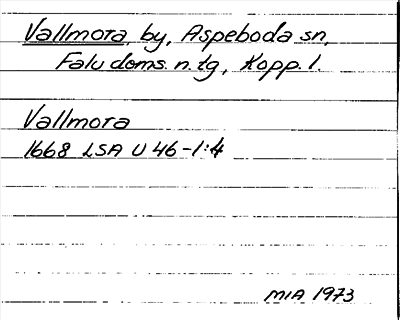 Vallmora, by, Aspeboda sn,
Falu doms. n. tg, Kopp. l.
Vallmora
1668 LSA U 46-1:4
MIA 1973